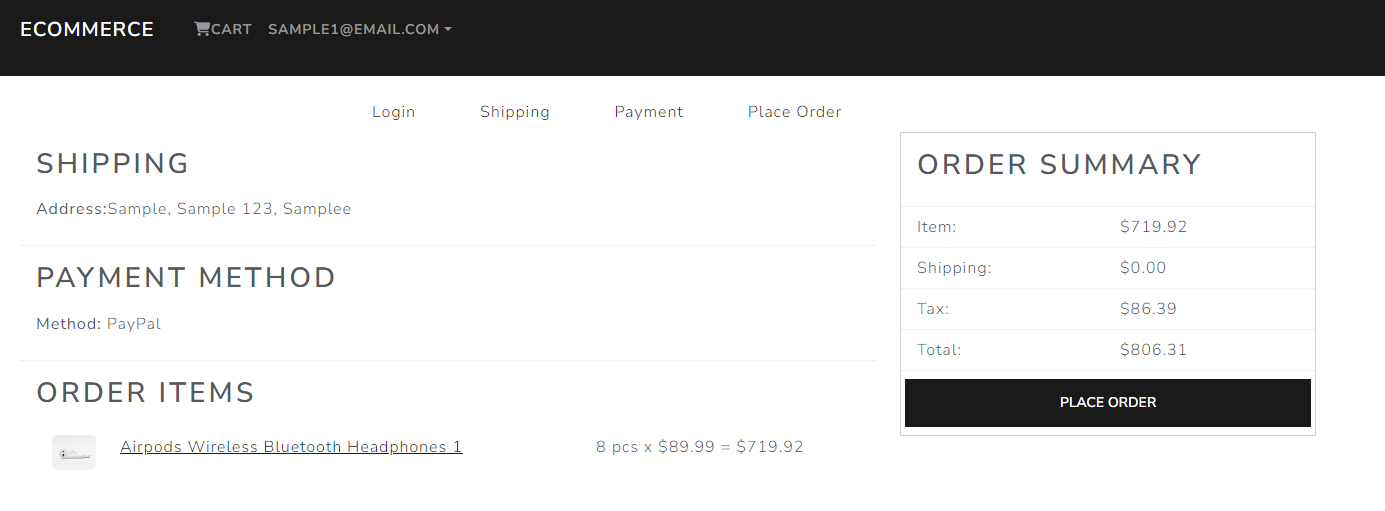 ECOMMERCE CART SAMPLE1@EMAIL.COM
Login Shipping Payment Place Order
SHIPPING
Address:Sample, Sample 123, Samplee
PAYMENT METHOD
Method: PayPal
ORDER ITEMS
Airpods Wireless Bluetooth Headphones 1 8 pcs x $89.99 = $719.92
ORDER SUMMARY
Item: $719.92
Shipping: $0.00
Tax: $86.39
Total: $806.31
PLACE ORDER